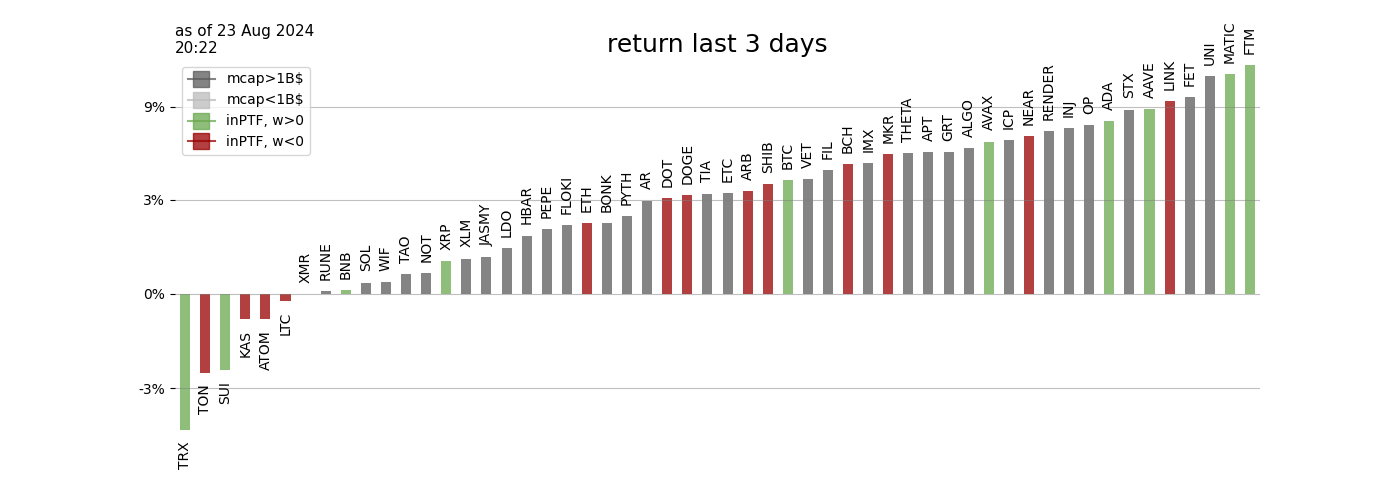 as of 23 Aug 2024
20:22
return last 3 days
mcap>1B$
mcap<1B$
inPTF, w>0
inPTF, w<0
9%
3%
0%
-3%
TRX
TON
SUI
KAS
ATOM
LTC
XMR
RUNE
BNB
SOL
WIF
TAO
NOT
XRP
XLM
JASMY
LDO
HBAR
PEPE
FLOKI
ETH
BONK
PYTH
AR
DOT
DOGE
TIA
ETC
ARB
SHIB
BTC
VET
FIL
BCH
IMX
MKR
THETA
APT
GRT
ALGO
AVAX
ICP
NEAR
RENDER
INJ
OP
ADA
STX
AAVE
LINK
FET
UNI
MATIC
FTM